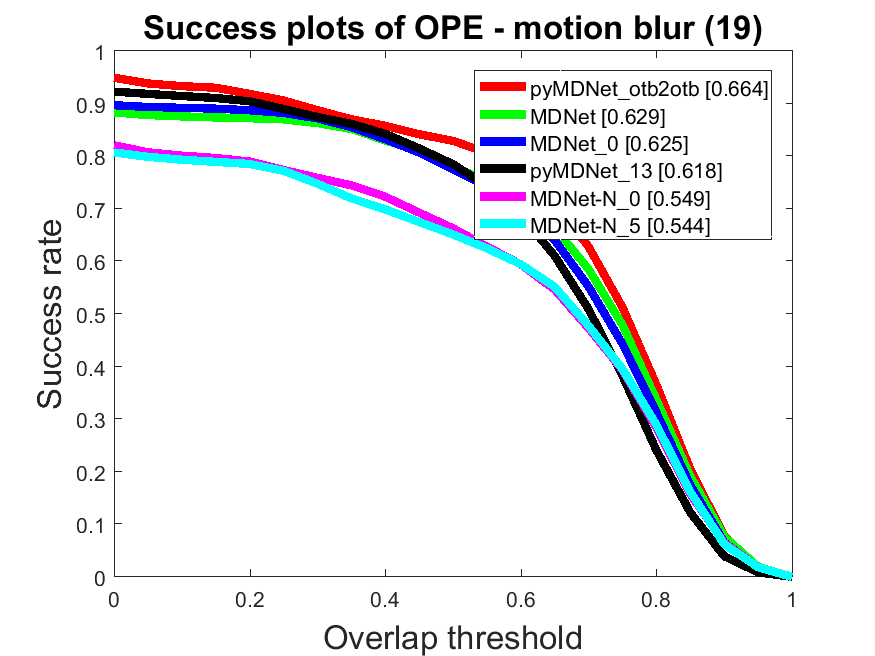 Success plots of OPE - motion blur (19)
1
0.9
0.8
0.7
0.6
0.5
0.4
0.3
0.2
0.1
0
Success rate
pyMDNet_otb2otb [0.664]
MDNet [0.629]
MDNet_0 [0.625]
pyMDNet_13 [0.618]
MDNet-N_0 [0.549]
MDNet-N_5 [0.544]
0 0.2 0.4 0.6 0.8 1
Overlap threshold